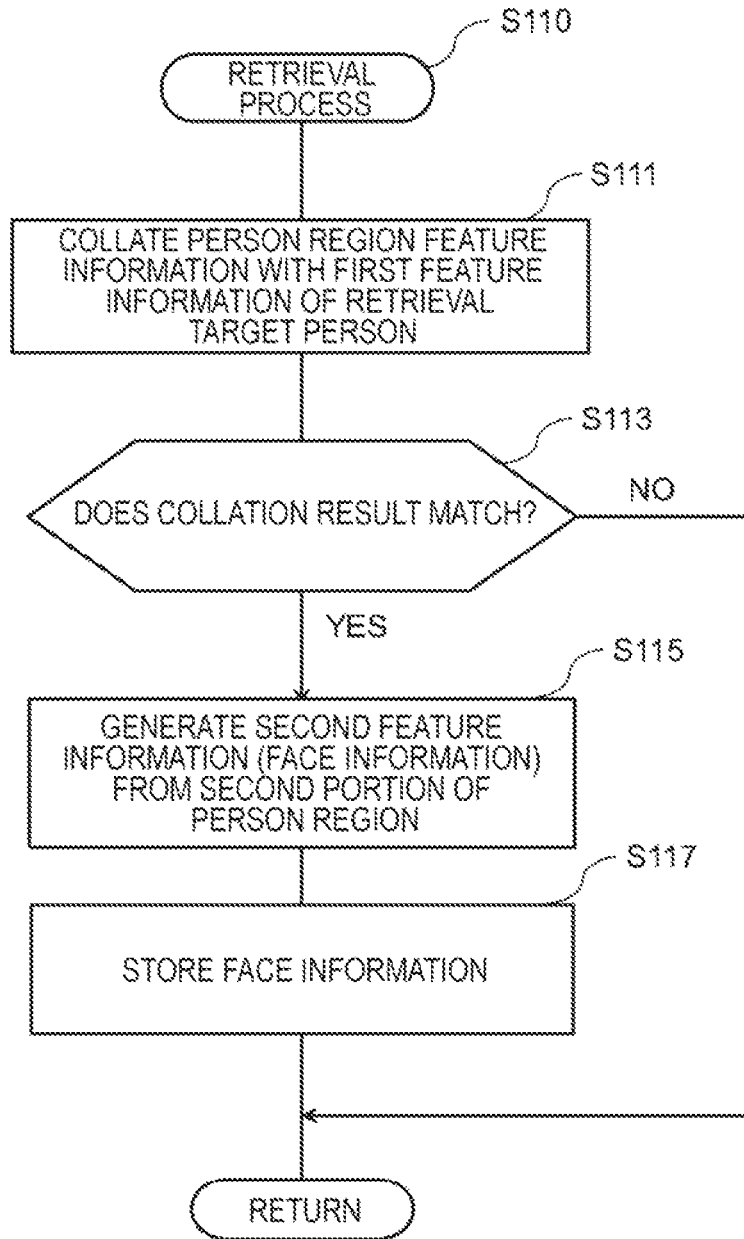 S110
RETRIEVAL
PROCESS
S111
COLLATE PERSON REGION FEATURE
INFORMATION WITH FIRST FEATURE
INFORMATION OF RETRIEVAL
TARGET PERSON
S113
DOES COLLATION RESULT MATCH?
NO
YES
S115
GENERATE SECOND FEATURE
INFORMATION (FACE INFORMATION)
FROM SECOND PORTION OF
PERSON REGION
S117
STORE FACE INFORMATION
RETURN